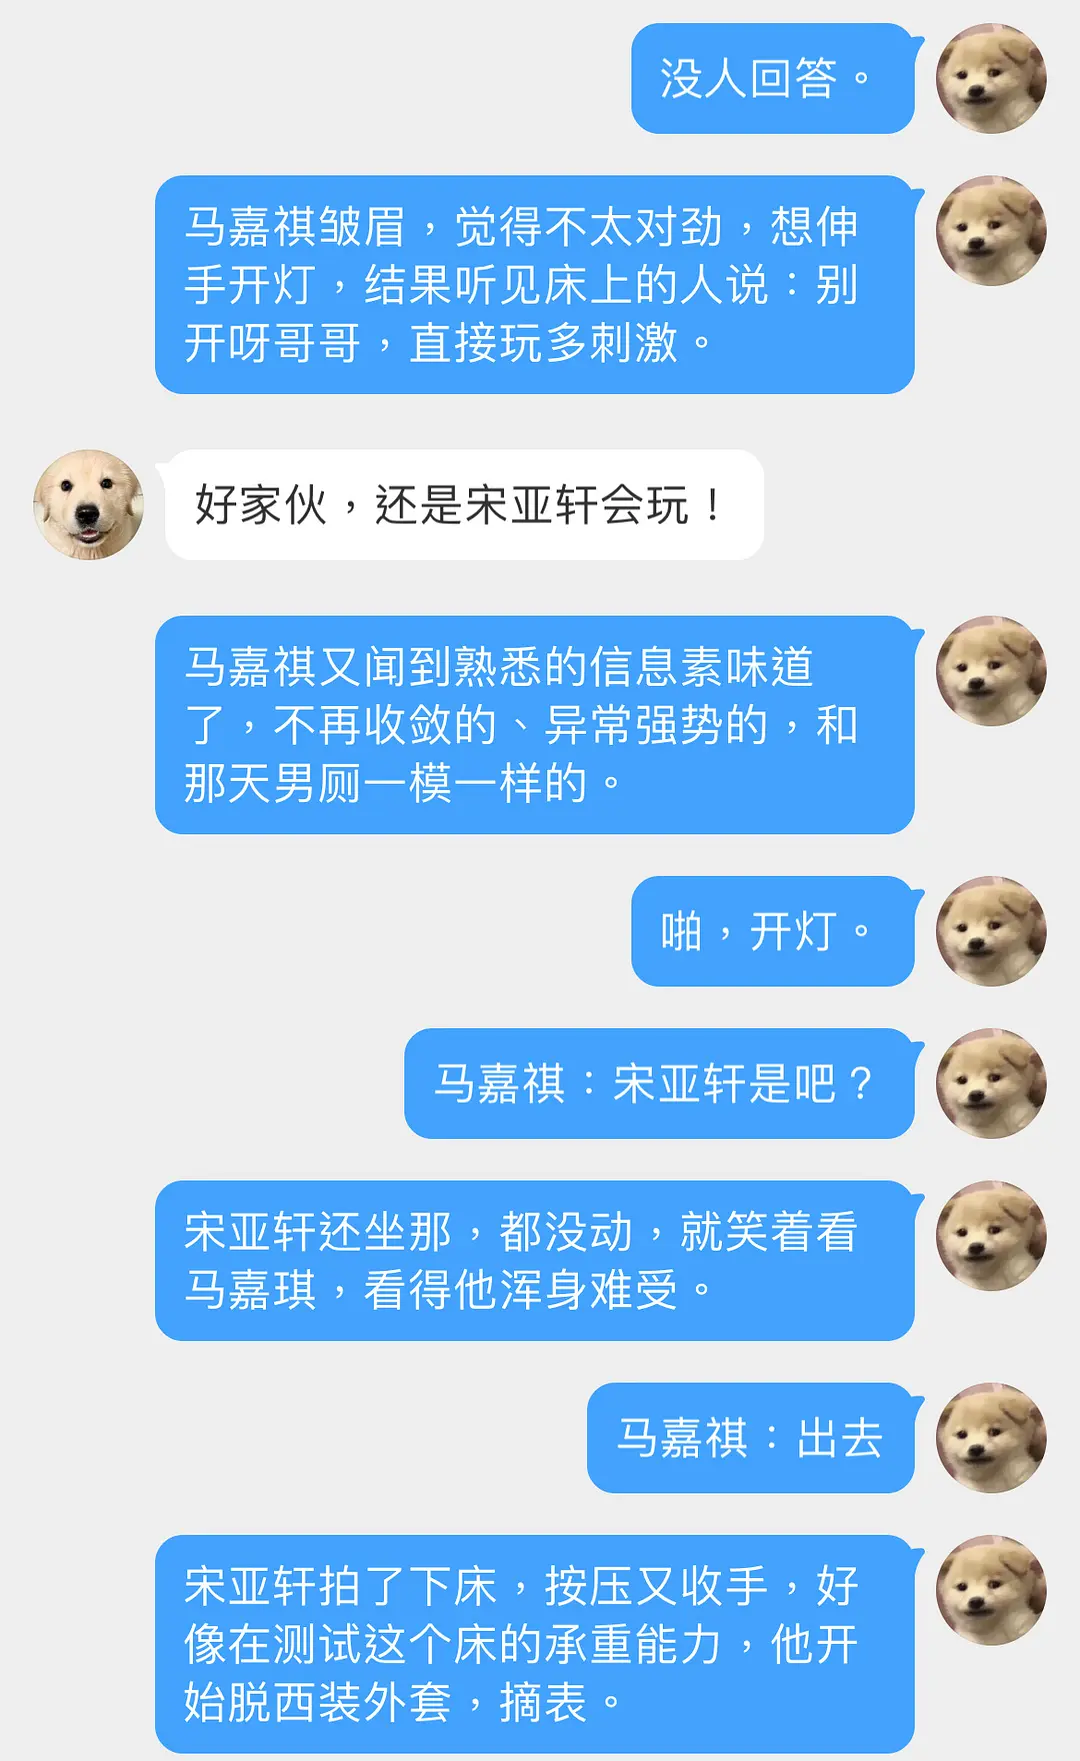 没人回答。
马嘉祺皱眉，觉得不太对劲，想伸
手开灯，结果听见床上的人说：别
开呀哥哥，直接玩多刺激。
好家伙，还是宋亚轩会玩！
马嘉祺又闻到熟悉的信息素味道
了，不再收敛的、异常强势的，和
那天男厕一模一样的。
啪，开灯。
马嘉祺：宋亚轩是吧？
宋亚轩还坐那，都没动，就笑着看
马嘉琪，看得他浑身难受。
马嘉祺：出去
宋亚轩拍了下床，按压又收手，好
像在测试这个床的承重能力，他开
始脱西装外套，摘表。